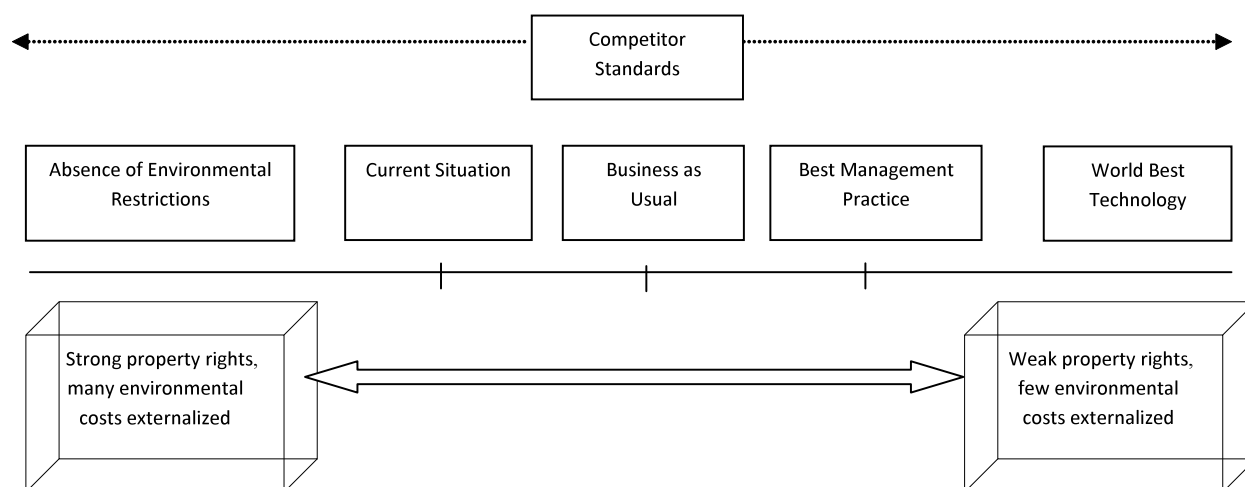 Competitor
Standards
Absence of Environmental
Restrictions
Current Situation
Business as
Usual
Best Management
Practice
World Best
Technology
Strong property rights,
many environmental
costs externalized
Weak property rights,
few environmental
costs externalized